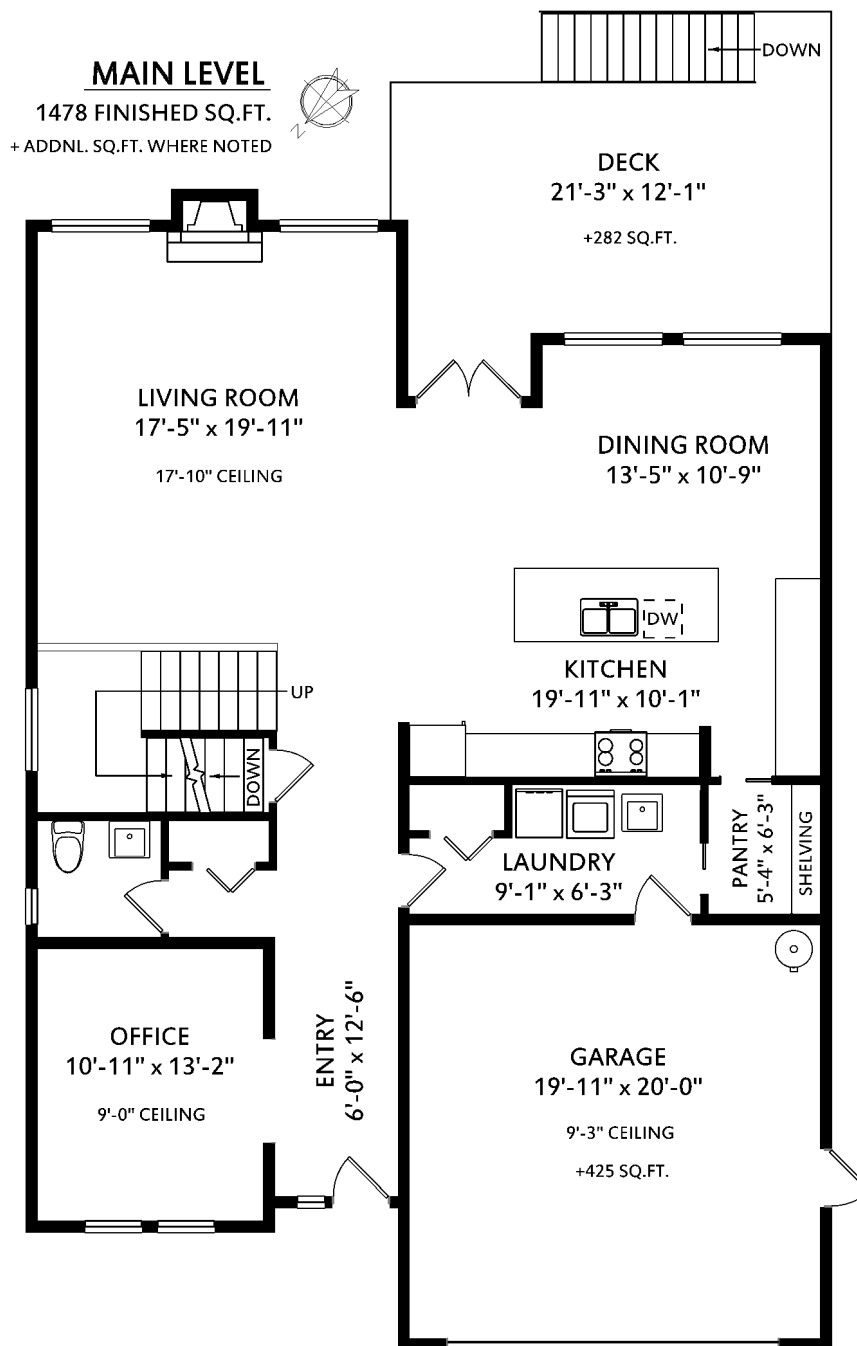 MAIN LEVEL
1478 FINISHED SQ.FT.
+ ADDNL. SQ.FT. WHERE NOTED
N
DOWN
DECK
21'-3" x 12'-1"
+282 SQ.FT.
LIVING ROOM
17'-5" x 19'-11"
17'-10" CEILING
DINING ROOM
13'-5" x 10'-9"
DW
KITCHEN
19'-11" x 10'-1"
UP
DOWN
LAUNDRY
9'-1" x 6'-3"
PANTRY
5'-4" x 6'-3"
SHELVING
OFFICE
10'-11" x 13'-2"
9'-0" CEILING
ENTRY
6'-0" x 12'-6"
GARAGE
19'-11" x 20'-0"
9'-3" CEILING
+425 SQ.FT.